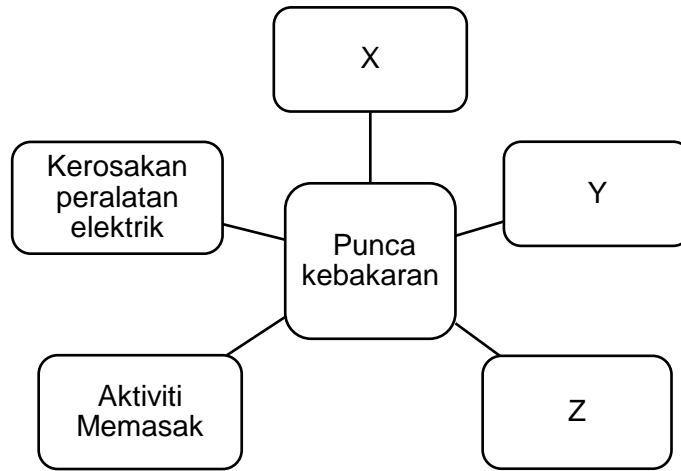 X
Kerosakan
peralatan
elektrik
Y
Punca
kebakaran
Aktiviti
Memasak
Z